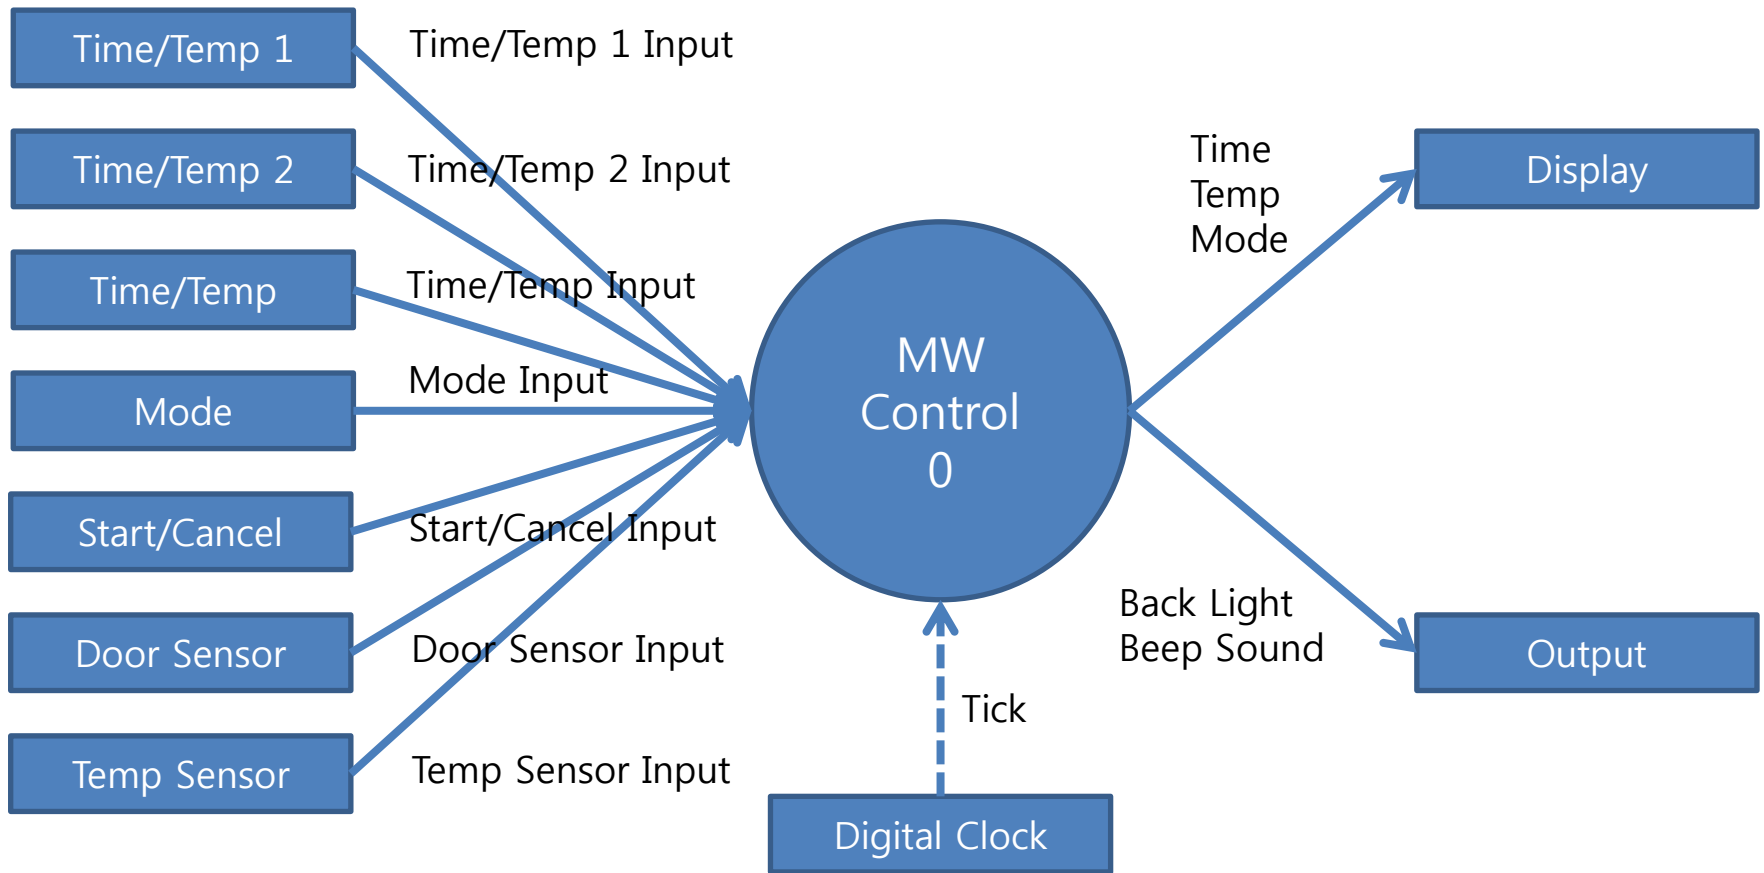 Time/Temp 1
Time/Temp 1 Input
Time/Temp 2
Time/Temp 2 Input
Time/Temp
Time/Temp Input
Mode
Mode Input
Start/Cancel
Start/Cancel Input
Door Sensor
Door Sensor Input
Temp Sensor
Temp Sensor Input
MW
Control
0
Tick
Digital Clock
Time
Temp
Mode
Display
Back Light
Beep Sound
Output